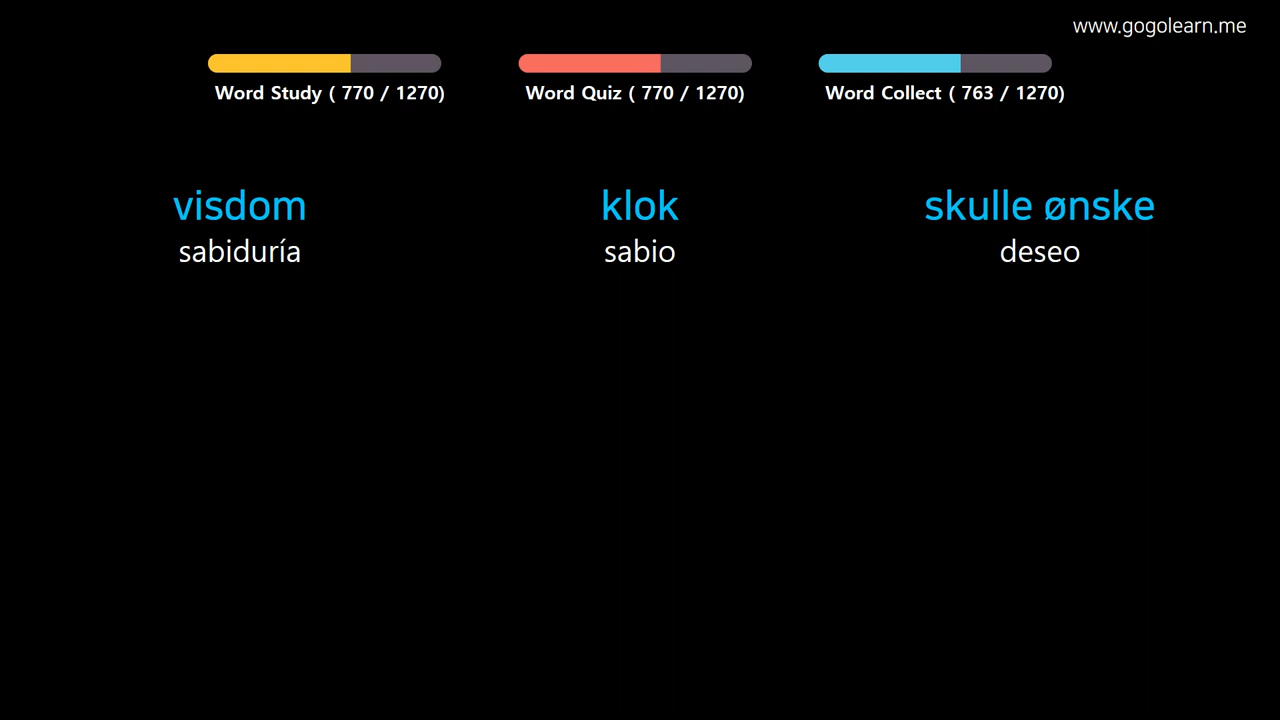 www.gogolearn.me
Word Study ( 770 / 1270)
Word Quiz ( 770 / 1270)
Word Collect ( 763 / 1270)
visdom
sabiduría
klok
sabio
skulle ønske
deseo